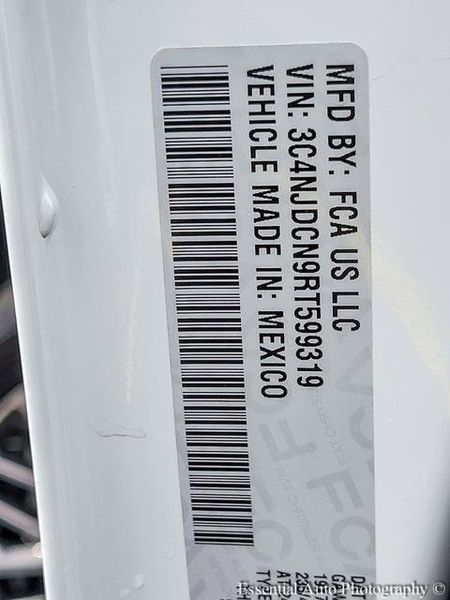 MFD BY: FCA US LLC
VIN: 3C4NJDCN9RT599319
VEHICLE MADE IN: MEXICO
Essential Auto Photography ©